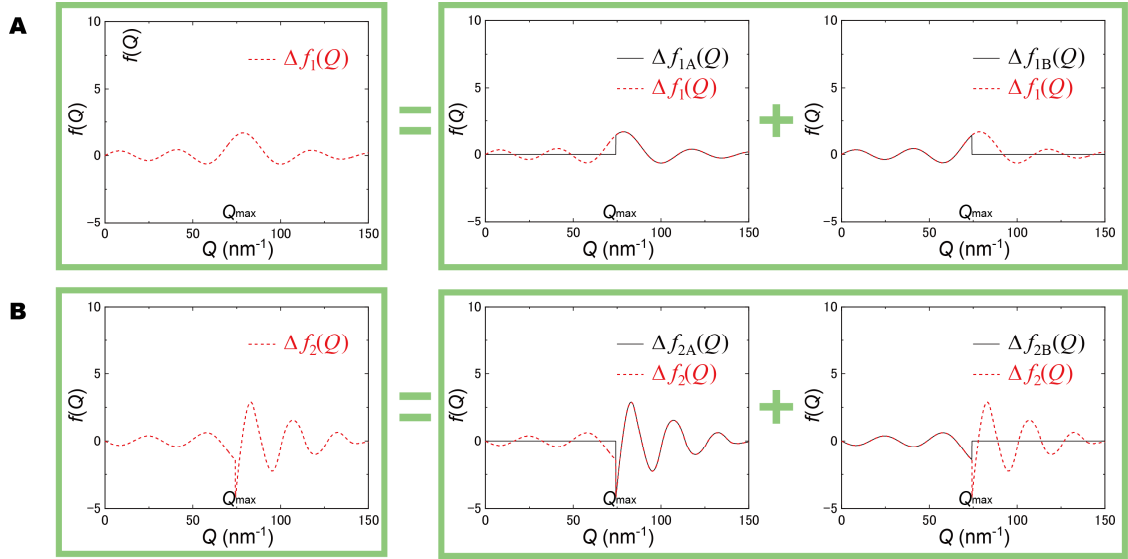 A
10
5
0
−5
f(Q)
f(Q)
Δf₁(Q)
Qmax
0 50 100 150
Q (nm⁻¹)
=
10
5
0
−5
f(Q)
Δf₁A(Q)
Δf₁(Q)
Qmax
0 50 100 150
Q (nm⁻¹)
+
10
5
0
−5
f(Q)
Δf₁B(Q)
Δf₁(Q)
Qmax
0 50 100 150
Q (nm⁻¹)
B
10
5
0
−5
f(Q)
Δf₂(Q)
Qmax
0 50 100 150
Q (nm⁻¹)
=
10
5
0
−5
f(Q)
Δf₂A(Q)
Δf₂(Q)
Qmax
0 50 100 150
Q (nm⁻¹)
+
10
5
0
−5
f(Q)
Δf₂B(Q)
Δf₂(Q)
Qmax
0 50 100 150
Q (nm⁻¹)